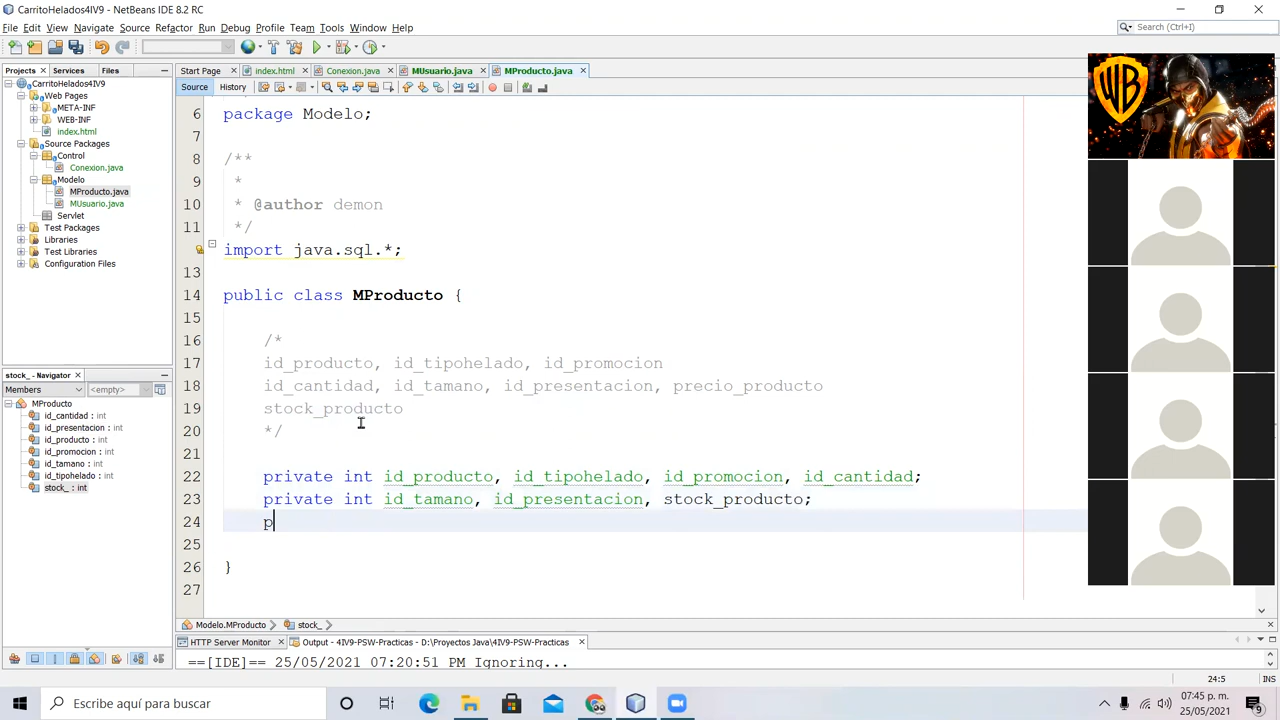 CarritoHelados4IV9 - NetBeans IDE 8.2 RC
File Edit View Navigate Source Refactor Run Debug Profile Team Tools Window Help
Search (Ctrl+I)
Projects Services Files
Start Page index.html Conexion.java MUsuario.java MProducto.java
Source History
CarritoHelados4IV9
Web Pages
META-INF
WEB-INF
index.html
Source Packages
Control
Conexion.java
Modelo
MProducto.java
MUsuario.java
Servlet
Test Packages
Libraries
Test Libraries
Configuration Files
stock_ - Navigator
Members <empty>
MProducto
id_cantidad : int
id_presentacion : int
id_producto : int
id_promocion : int
id_tamano : int
id_tipohelado : int
stock_ : int
6 package Modelo;
7
8 /**
9 *
10 * @author demon
11 */
import java.sql.*;
13
14 public class MProducto {
15
16 /*
17 id_producto, id_tipohelado, id_promocion
18 id_cantidad, id_tamano, id_presentacion, precio_producto
19 stock_producto
20 */
21
22 private int id_producto, id_tipohelado, id_promocion, id_cantidad;
23 private int id_tamano, id_presentacion, stock_producto;
24 p
25
26 }
27
Modelo.MProducto stock_
HTTP Server Monitor Output - 4IV9-PSW-Practicas - D:\Proyectos Java\4IV9-PSW-Practicas
==[IDE]== 25/05/2021 07:20:51 PM Ignoring...
24:5 INS
WB
Escribe aquí para buscar
07:45 p. m.
25/05/2021
9